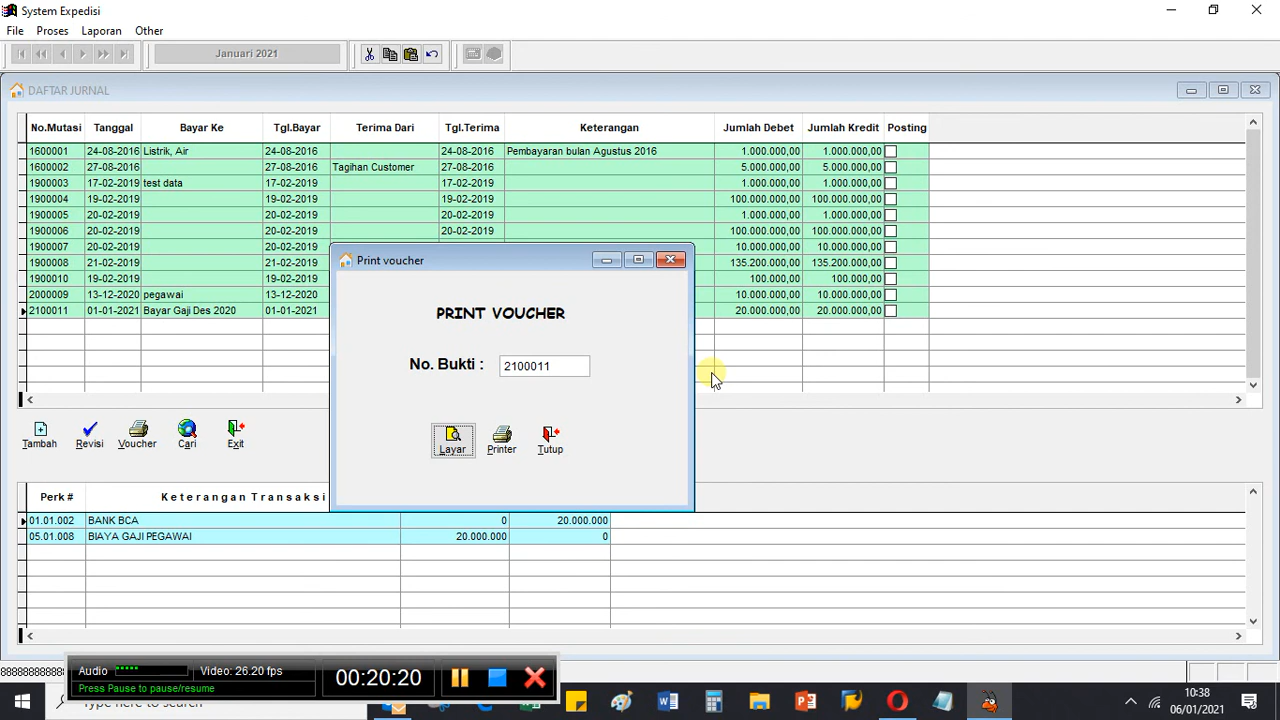 System Expedisi
File Proses Laporan Other
Januari 2021
DAFTAR JURNAL
No.Mutasi Tanggal Bayar Ke Tgl.Bayar Terima Dari Tgl.Terima Keterangan Jumlah Debet Jumlah Kredit Posting
1600001 24-08-2016 Listrik, Air 24-08-2016 24-08-2016 Pembayaran bulan Agustus 2016 1.000.000,00 1.000.000,00
1600002 27-08-2016 27-08-2016 Tagihan Customer 27-08-2016 5.000.000,00 5.000.000,00
1900003 17-02-2019 test data 17-02-2019 17-02-2019 1.000.000,00 1.000.000,00
1900004 19-02-2019 19-02-2019 19-02-2019 100.000.000,00 100.000.000,00
1900005 20-02-2019 20-02-2019 20-02-2019 1.000.000,00 1.000.000,00
1900006 20-02-2019 20-02-2019 20-02-2019 100.000.000,00 100.000.000,00
1900007 20-02-2019 20-02-2019 10.000.000,00 10.000.000,00
1900008 21-02-2019 21-02-2019 135.200.000,00 135.200.000,00
1900010 19-02-2019 19-02-2019 100.000,00 100.000,00
2000009 13-12-2020 pegawai 13-12-2020 10.000.000,00 10.000.000,00
2100011 01-01-2021 Bayar Gaji Des 2020 01-01-2021 20.000.000,00 20.000.000,00
Print voucher
PRINT VOUCHER
No. Bukti : 2100011
Layar Printer Tutup
Tambah Revisi Voucher Cari Exit
Perk # Keterangan Transaksi
01.01.002 BANK BCA 0 20.000.000
05.01.008 BIAYA GAJI PEGAWAI 20.000.000 0
Audio Video: 26.20 fps 00:20:20
Press Pause to pause/resume
Type here to search
10:38
06/01/2021